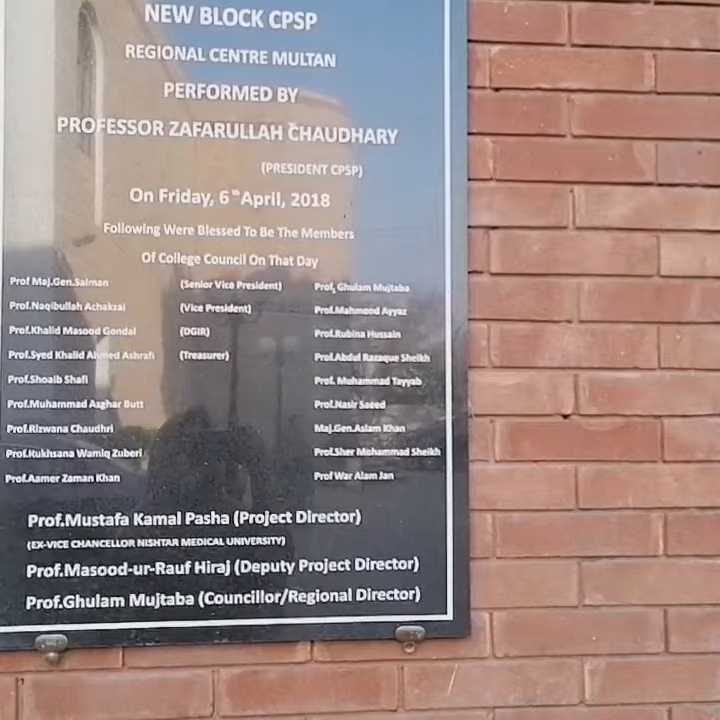 NEW BLOCK CPSP
REGIONAL CENTRE MULTAN
PERFORMED BY
PROFESSOR ZAFARULLAH CHAUDHARY
(PRESIDENT CPSP)
On Friday, 6th April, 2018
Following Were Blessed To Be The Members
Of College Council On That Day
Prof Maj.Gen.Salman (Senior Vice President) Prof. Ghulam Mujtaba
Prof.Naqibullah Achakzai (Vice President) Prof.Mahmood Ayyaz
Prof.Khalid Masood Gondal (DGIR) Prof.Rubina Hussain
Prof.Syed Khalid Ahmed Ashrafi (Treasurer) Prof.Abdul Razaque Sheikh
Prof.Shoaib Shafi Prof. Muhammad Tayyab
Prof.Muhammad Asghar Butt Prof.Nasir Saeed
Prof.Rizwana Chaudhri Maj.Gen.Aslam Khan
Prof.Rukhsana Wamiq Zuberi Prof.Sher Mohammad Sheikh
Prof.Aamer Zaman Khan Prof War Alam Jan
Prof.Mustafa Kamal Pasha (Project Director)
(EX-VICE CHANCELLOR NISHTAR MEDICAL UNIVERSITY)
Prof.Masood-ur-Rauf Hiraj (Deputy Project Director)
Prof.Ghulam Mujtaba (Councillor/Regional Director)